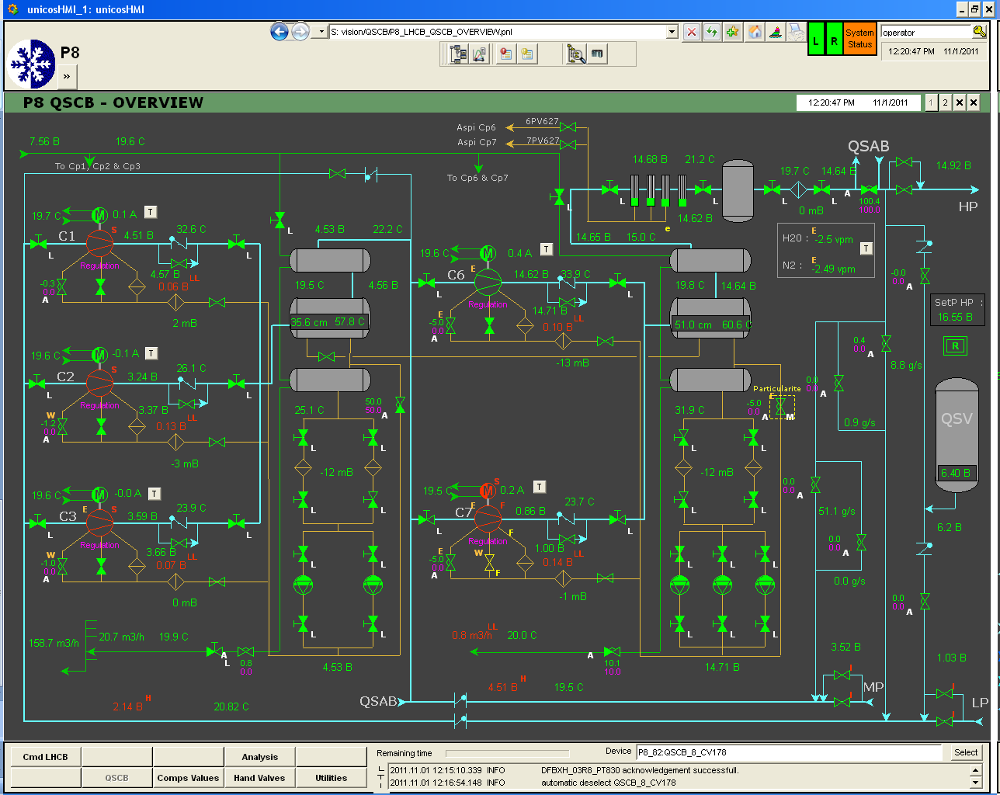 unicosHMI_1: unicosHMI
S: vision/QSCB/P8_LHCB_QSCB_OVERVIEW.pnl
L R System Status
operator
12:20:47 PM 11/1/2011
P8
»
P8 QSCB - OVERVIEW
12:20:47 PM 11/1/2011 1 2
Aspi Cp6 6PV627
Aspi Cp7 7PV627
7.56 B 19.6 C
To Cp1, Cp2 & Cp3
To Cp6 & Cp7
QSAB
14.68 B 21.2 C
19.7 C 14.64 B
14.92 B
HP
L L L L A
100.4
100.0
0 mB
14.62 B
e
14.65 B 15.0 C
H2O : E -2.5 vpm
T
N2 : E -2.49 vpm
19.7 C M 0.1 A T
C1 S 4.51 B 32.6 C
L L
Regulation
4.57 B LL
0.06 B
-0.3
0.0
A
2 mB
L
4.53 B 22.2 C
19.5 C 4.56 B
35.6 cm 57.8 C
19.6 C M 0.4 A T
C6 E 14.62 B 33.9 C
L L
Regulation
14.71 B LL
0.10 B
E
-5.0
0.0
A
-13 mB
L
19.8 C 14.64 B
51.0 cm 60.6 C
-0.0
0.0
A
SetP HP :
16.55 B
R
0.4
0.0
A
8.8 g/s
19.6 C M -0.1 A T
C2 S 3.24 B 26.1 C
L L
Regulation
3.37 B LL
0.13 B
W
-1.2
0.0
A
-3 mB
25.1 C
50.0
50.0
A
L L
-12 mB
L L
Particularite
-5.0
0.0
A M
31.9 C
L L
-12 mB
L L
0.0
0.0
A
0.9 g/s
QSV
6.40 B
6.2 B
0.0
0.0
A
51.1 g/s
0.0
0.0
A
0.0 g/s
0.0
0.0
A
19.6 C M -0.0 A T
C3 E S 3.59 B 23.9 C
L L
Regulation
3.66 B LL
0.07 B
W
-1.0
0.0
A
0 mB
19.5 C M S 0.2 A T
C7 E F 0.86 B 23.7 C
L L
Regulation F
1.00 B LL
0.14 B
E
-5.0
0.0
A
W
F
-1 mB
L L
L L
L L L
L L L
158.7 m3/h 20.7 m3/h 19.9 C
A
L
0.8
0.0
4.53 B
LL
0.8 m3/h 20.0 C
A
10.1
10.0
14.71 B
3.52 B
1.03 B
I
I
MP
I
I
LP
2.14 B H 20.82 C
QSAB
4.51 B H 19.5 C
Cmd LHCB Analysis
QSCB Comps Values Hand Valves Utilities
Remaining time
Device P8_82:QSCB_8_CV178 Select
2011.11.01 12:15:10.339 INFO DFBXH_03R8_PT830 acknowledgement successfull.
2011.11.01 12:16:54.148 INFO automatic deselect QSCB_8_CV178